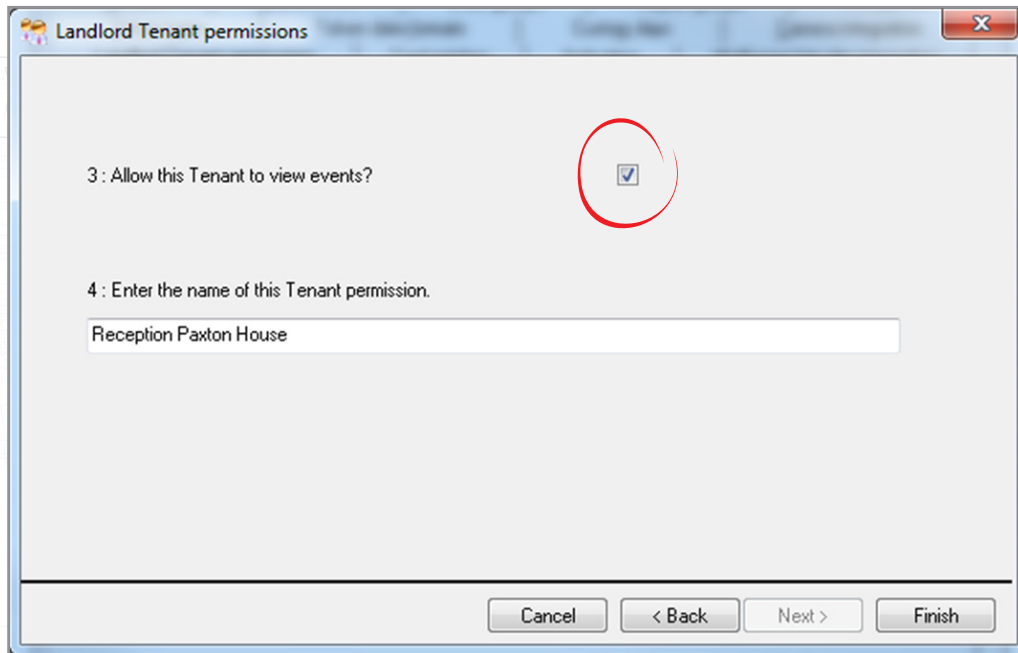 Landlord Tenant permissions
3 : Allow this Tenant to view events?
4 : Enter the name of this Tenant permission.
Reception Paxton House
Cancel
< Back
Next >
Finish